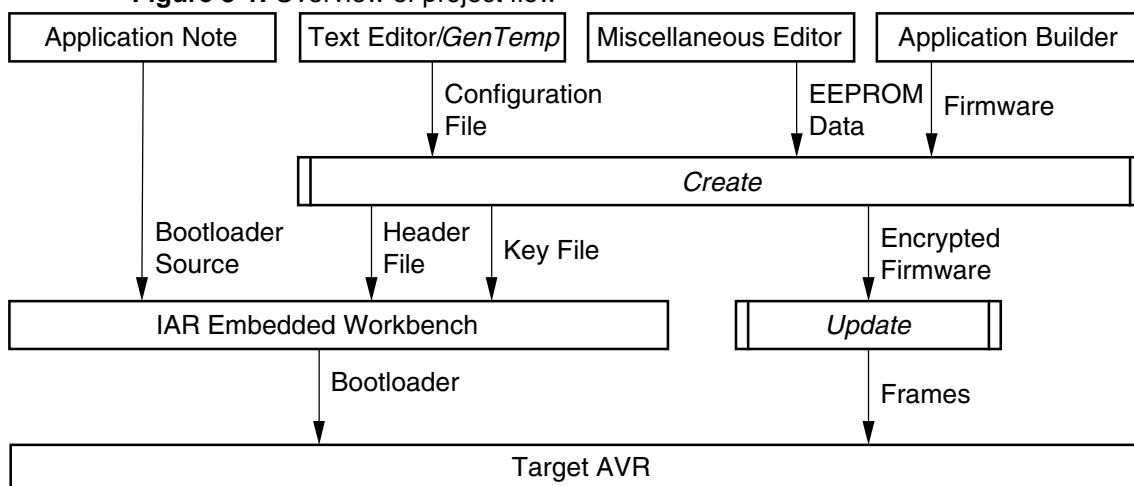 Figure 3-1. Overview of project flow
Application Note
Text Editor/GenTemp
Miscellaneous Editor
Application Builder
Configuration
File
EEPROM
Data
Firmware
Create
Bootloader
Source
Header
File
Key File
Encrypted
Firmware
IAR Embedded Workbench
Update
Bootloader
Frames
Target AVR